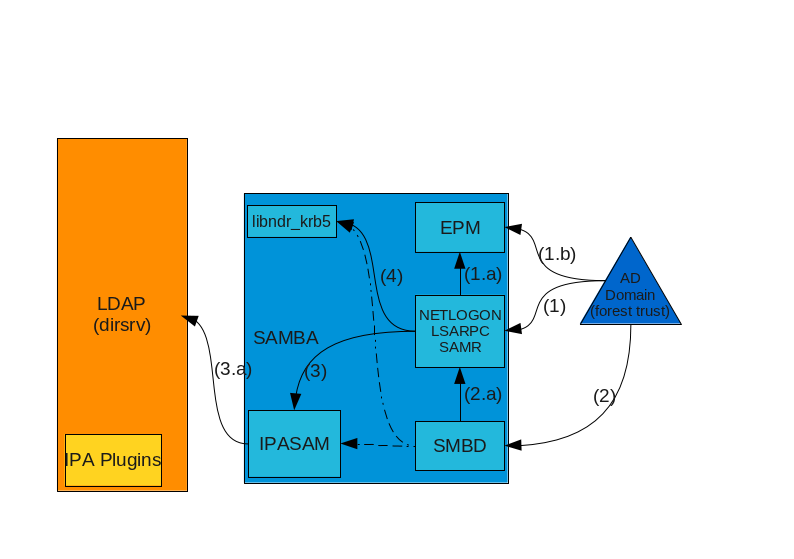 libndr_krb5
EPM
(1.b)
(4)
(1.a)
AD
Domain
(forest trust)
LDAP
(dirsrv)
NETLOGON
LSARPC
SAMR
(1)
SAMBA
(3.a)
(3)
(2.a)
(2)
IPASAM
SMBD
IPA Plugins